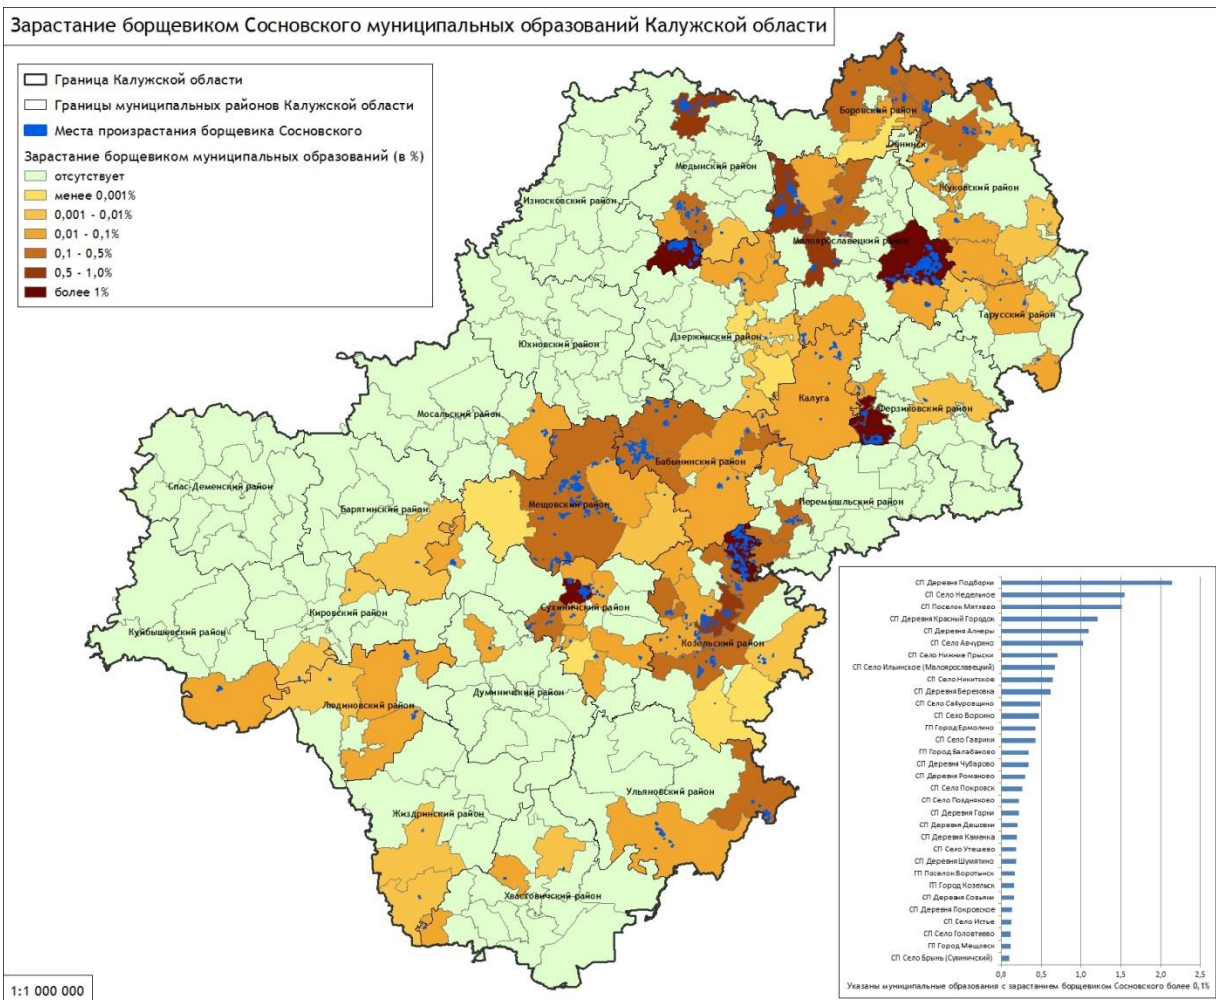 Зарастание борщевиком Сосновского муниципальных образований Калужской области
Граница Калужской области
Границы муниципальных районов Калужской области
Места произрастания борщевика Сосновского
Зарастание борщевиком муниципальных образований (в %)
отсутствует
менее 0,001%
0,001 - 0,01%
0,01 - 0,1%
0,1 - 0,5%
0,5 - 1,0%
более 1%
Боровский район
Обнинск
Медынский район
Жуковский район
Износковский район
Малоярославецкий район
Тарусский район
Дзержинский район
Юхновский район
Калуга
Ферзиковский район
Мосальский район
Бабынинский район
Спас-Деменский район
Мещовский район
Перемышльский район
Барятинский район
Сухиничский район
Кировский район
Куйбышевский район
Козельский район
Думиничский район
Людиновский район
Ульяновский район
Жиздринский район
Хвастовичский район
СП Деревня Подборки
СП Село Недельное
СП Поселок Мятлево
СП Деревня Красный Городок
СП Деревня Алнеры
СП Село Авчурино
СП Село Нижние Прыски
СП Село Ильинское (Малоярославецкий)
СП Село Никитское
СП Деревня Березовка
СП Село Сабуровщино
СП Село Ворсино
ГП Город Ермолино
СП Село Гаврики
ГП Город Балабаново
СП Деревня Чубарово
СП Деревня Романово
СП Село Покровск
СП Село Поздняково
СП Деревня Гарки
СП Деревня Дешовки
СП Деревня Каменка
СП Село Утешево
СП Деревня Шумятино
ГП Поселок Воротынск
ГП Город Козельск
СП Деревня Совьяки
СП Деревня Покровское
СП Село Истье
СП Село Головтеево
ГП Город Мещовск
СП Село Брынь (Сухиничский)
0,0 0,5 1,0 1,5 2,0 2,5
Указаны муниципальные образования с зарастанием борщевиком Сосновского более 0,1%
1:1 000 000